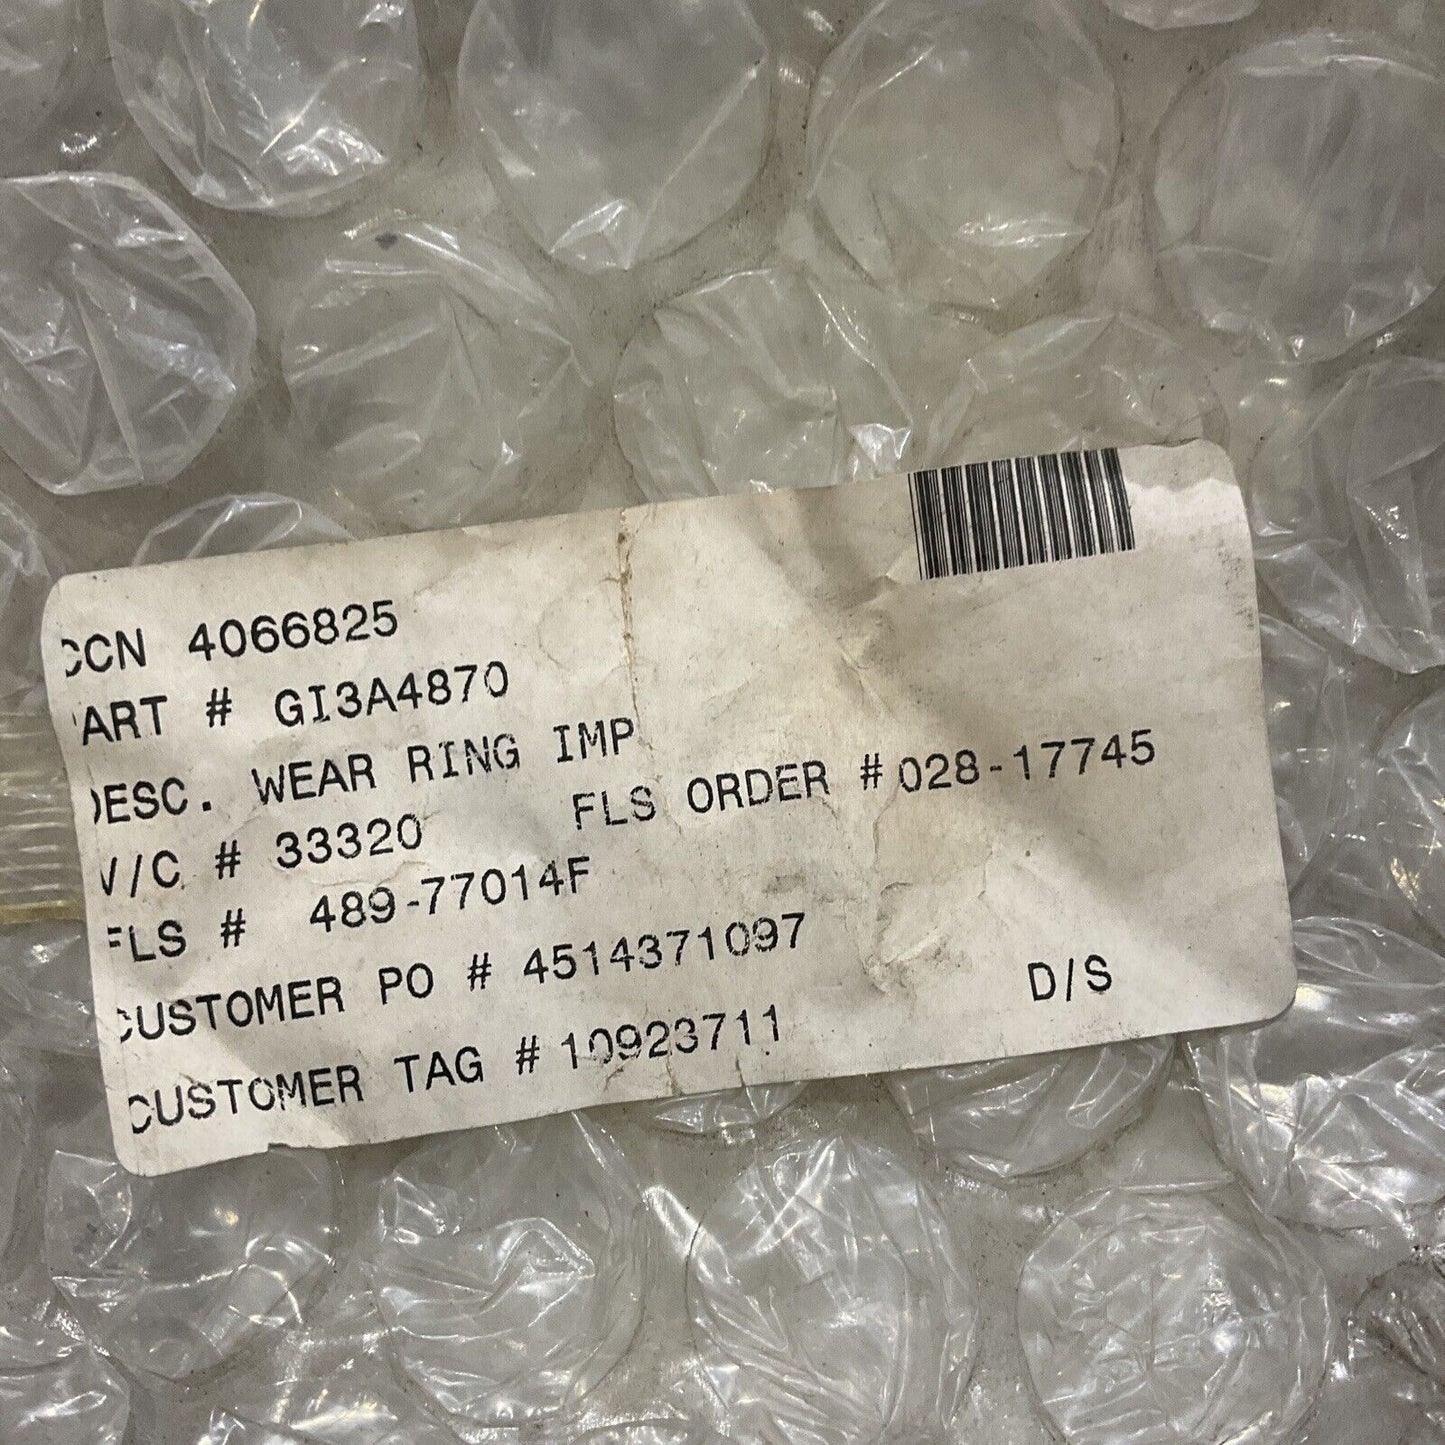 CCN 4066825
PART # GI3A4870
DESC. WEAR RING IMP
V/C # 33320 FLS ORDER # 028-17745
FLS # 489-77014F
CUSTOMER PO # 4514371097
CUSTOMER TAG # 10923711 D/S